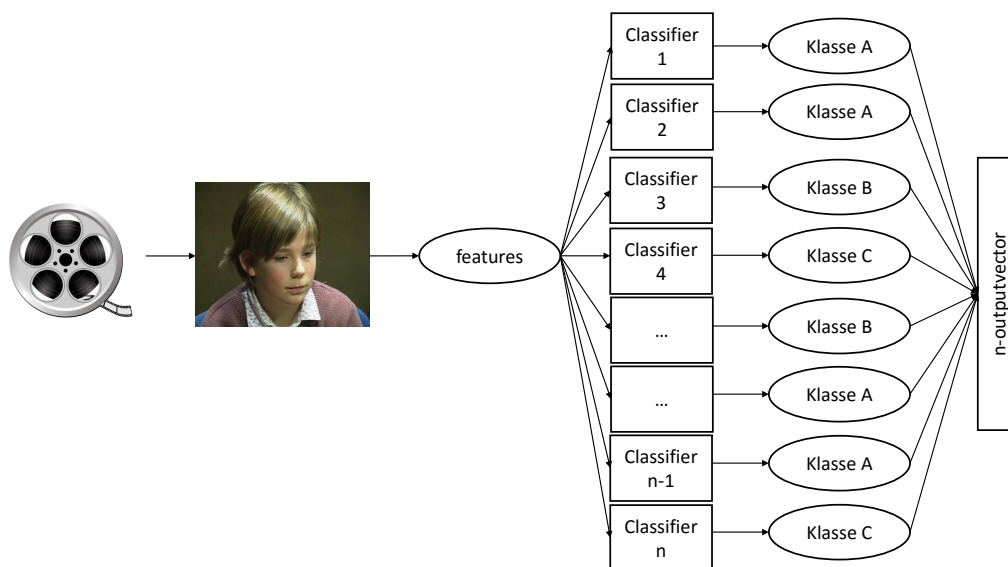 features
Classifier
1
Klasse A
Classifier
2
Klasse A
Classifier
3
Klasse B
Classifier
4
Klasse C
...
Klasse B
...
Klasse A
Classifier
n-1
Klasse A
Classifier
n
Klasse C
n-outputvector